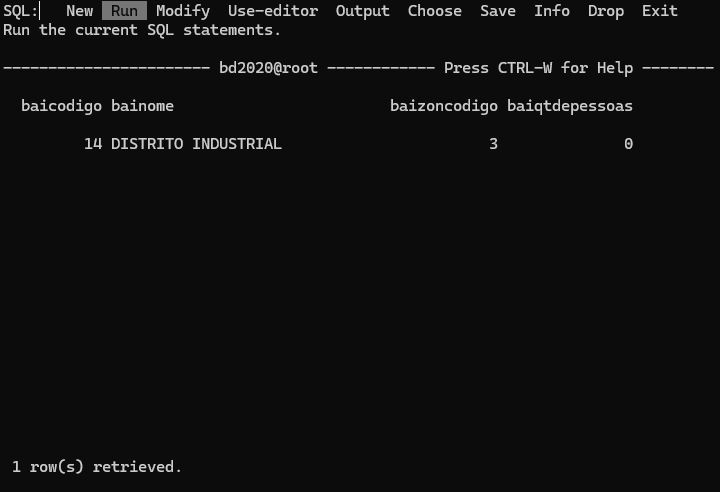 SQL:   New  Run  Modify  Use-editor  Output  Choose  Save  Info  Drop  Exit
Run the current SQL statements.
----------------------- bd2020@root ------------ Press CTRL-W for Help --------
baicodigo bainome                        baizoncodigo baiqtdepessoas
14 DISTRITO INDUSTRIAL                       3              0
1 row(s) retrieved.